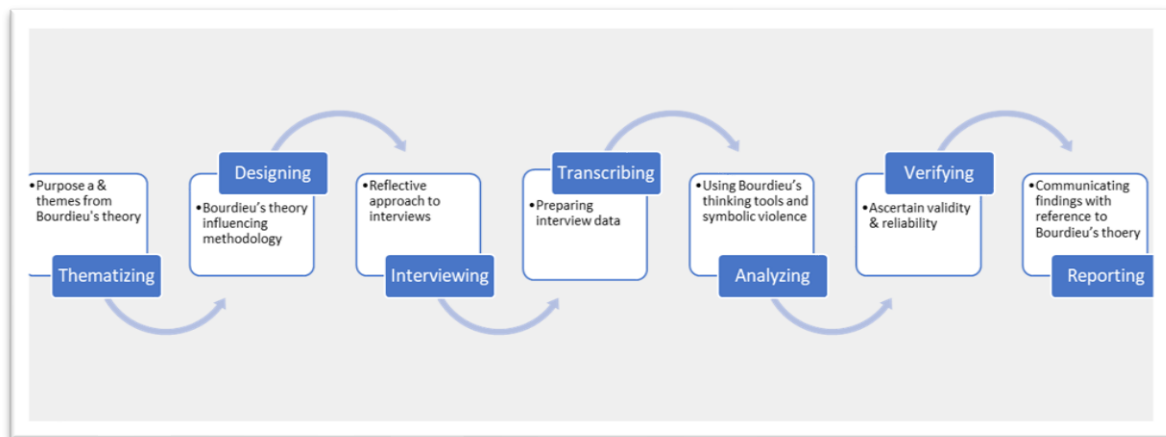 •Purpose a &
themes from
Bourdieu's theory
Thematizing
Designing
•Bourdieu's theory
influencing
methodology
•Reflective
approach to
interviews
Interviewing
Transcribing
•Preparing
interview data
•Using Bourdieu's
thinking tools and
symbolic violence
Analyzing
Verifying
•Ascertain validity
& reliability
•Communicating
findings with
reference to
Bourdieu's thoery
Reporting